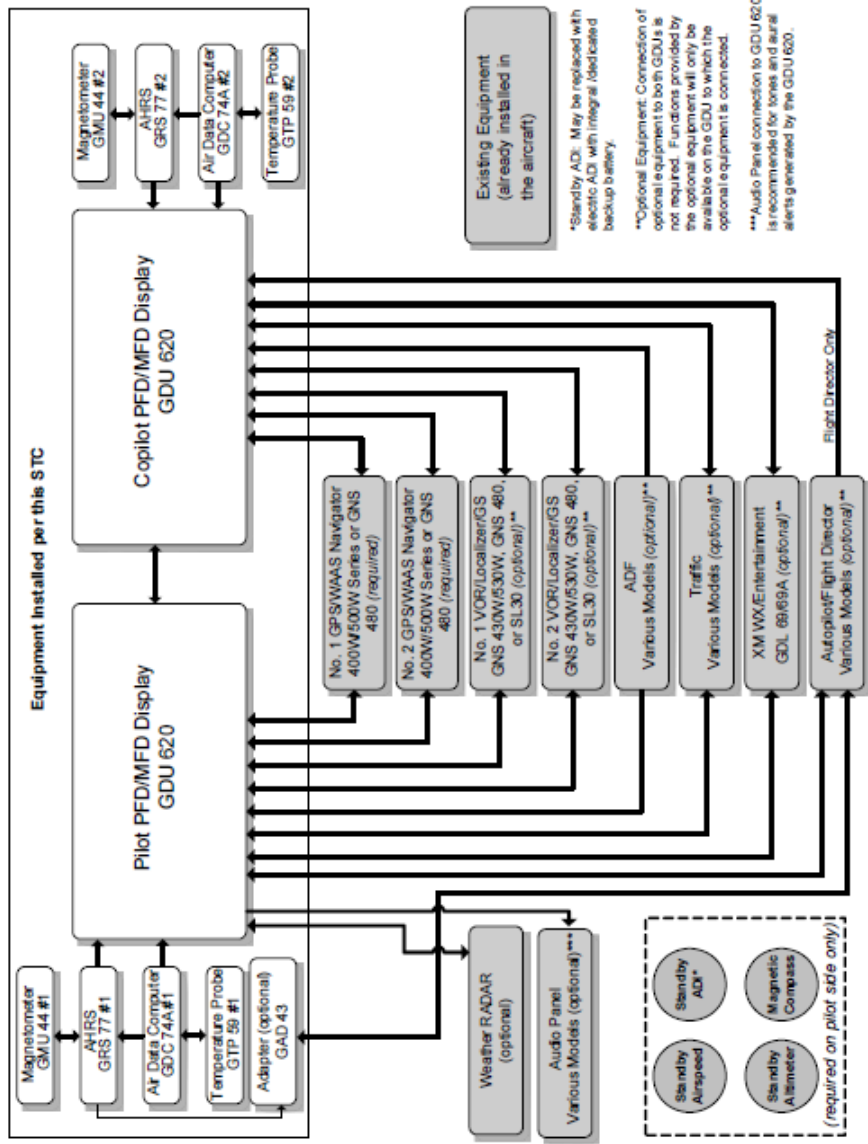 Equipment Installed per this STC
Magnetometer
GMU 44 #1
AHRS
GRS 77 #1
Air Data Computer
GDC 74A #1
Temperature Probe
GTP 59 #1
Adapter (optional)
GAD 43
Pilot PFD/MFD Display
GDU 620
Copilot PFD/MFD Display
GDU 620
Magnetometer
GMU 44 #2
AHRS
GRS 77 #2
Air Data Computer
GDC 74A #2
Temperature Probe
GTP 59 #2
Weather RADAR
(optional)
Audio Panel
Various Models (optional)***
No. 1 GPS/WAAS Navigator
400W/500W Series or GNS
480 (required)
No. 2 GPS/WAAS Navigator
400W/500W Series or GNS
480 (required)
No. 1 VOR/Localizer/GS
GNS 430W/530W, GNS 480,
or SL30 (optional)**
No. 2 VOR/Localizer/GS
GNS 430W/530W, GNS 480,
or SL30 (optional)**
ADF
Various Models (optional)**
Traffic
Various Models (optional)**
XM WX/Entertainment
GDL 69/69A (optional)**
Autopilot/Flight Director
Various Models (optional)**
Flight Director Only
Standby
Airspeed
Standby
ADI*
Standby
Altimeter
Magnetic
Compass
(required on pilot side only)
Existing Equipment
(already installed in
the aircraft)
*Standby ADI: May be replaced with
electric ADI with integral /dedicated
backup battery.
**Optional Equipment: Connection of
optional equipment to both GDUs is
not required. Functions provided by
the optional equipment will only be
available on the GDU to which the
optional equipment is connected.
***Audio Panel connection to GDU 620
is recommended for tones and aural
alerts generated by the GDU 620.